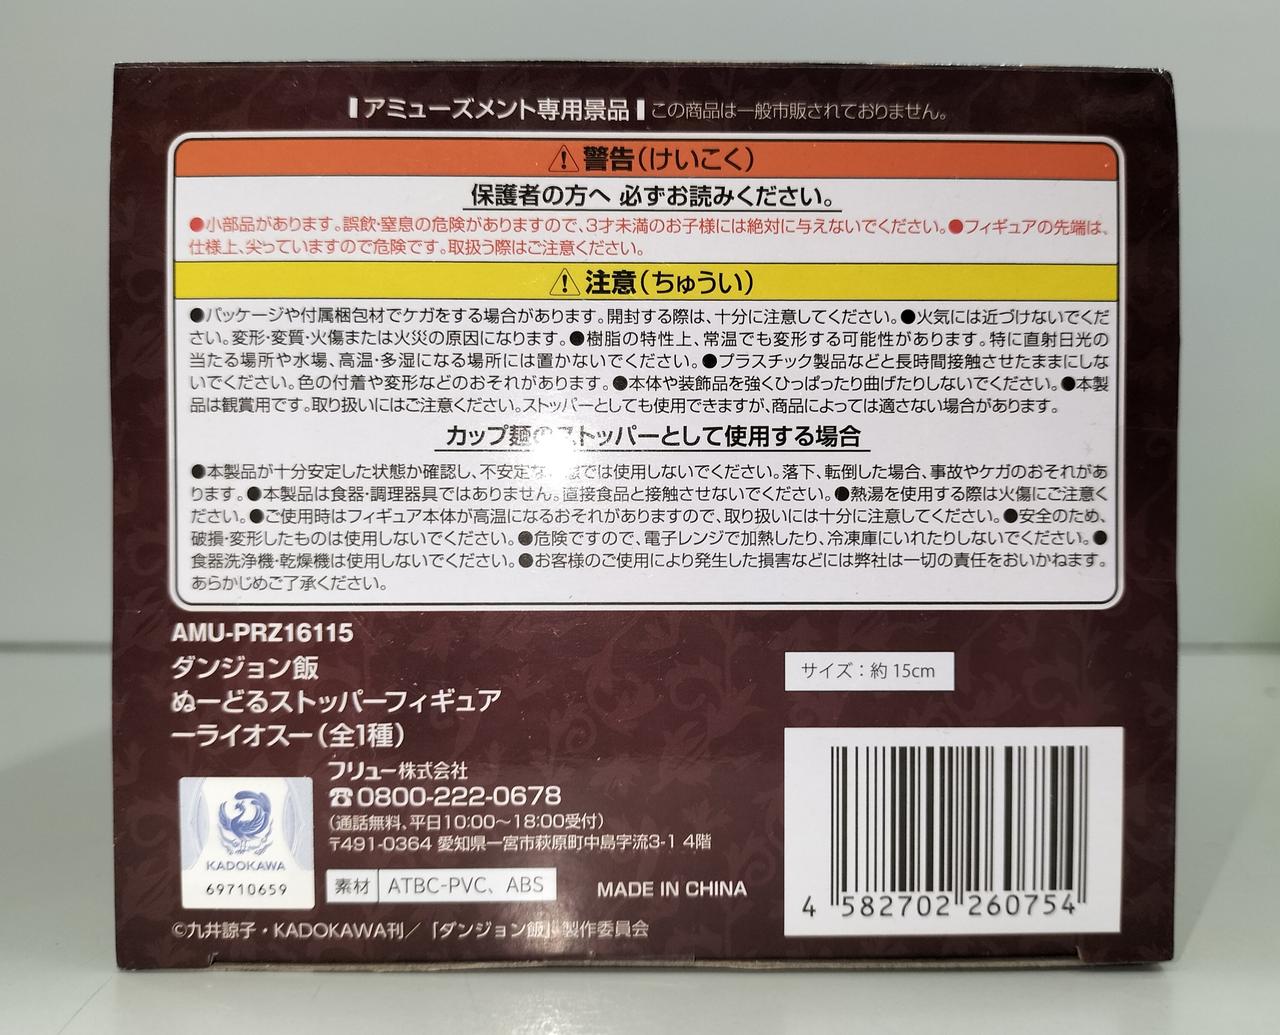 アミューズメント専用景品 この商品は一般市販されておりません。
⚠警告(けいこく)
保護者の方へ 必ずお読みください。
●小部品があります。誤飲・窒息の危険がありますので、3才未満のお子様には絶対に与えないでください。●フィギュアの先端は、
仕様上、尖っていますので危険です。取扱う際はご注意ください。
⚠注意(ちゅうい)
●パッケージや付属梱包材でケガをする場合があります。開封する際は、十分に注意してください。●火気には近づけないでくだ
さい。変形・変質・火傷または火災の原因になります。●樹脂の特性上、常温でも変形する可能性があります。特に直射日光の
当たる場所や水場、高温・多湿になる場所には置かないでください。●プラスチック製品などと長時間接触させたままにしな
いでください。色の付着や変形などのおそれがあります。●本体や装飾品を強くひっぱったり曲げたりしないでください。●本製
品は観賞用です。取り扱いにはご注意ください。ストッパーとしても使用できますが、商品によっては適さない場合があります。
カップ麺のストッパーとして使用する場合
●本製品が十分安定した状態か確認し、不安定な では使用しないでください。落下、転倒した場合、事故やケガのおそれがあ
ります。●本製品は食器・調理器具ではありません。直接食品と接触させないでください。●熱湯を使用する際は火傷にご注意く
ださい。●ご使用時はフィギュア本体が高温になるおそれがありますので、取り扱いには十分に注意してください。●安全のため、
破損・変形したものは使用しないでください。●危険ですので、電子レンジで加熱したり、冷凍庫にいれたりしないでください。●
食器洗浄機・乾燥機は使用しないでください。●お客様のご使用により発生した損害などには弊社は一切の責任をおいかねます。
あらかじめご了承ください。
AMU-PRZ16115
ダンジョン飯
ぬーどるストッパーフィギュア
ーライオスー(全1種)
サイズ：約15cm
フリュー株式会社
☎0800-222-0678
(通話無料、平日10:00～18:00受付)
〒491-0364 愛知県一宮市萩原町中島字流3-1 4階
KADOKAWA
69710659
素材 ATBC-PVC、ABS
MADE IN CHINA
4 582702 260754
©九井諒子・KADOKAWA刊／「ダンジョン飯」製作委員会